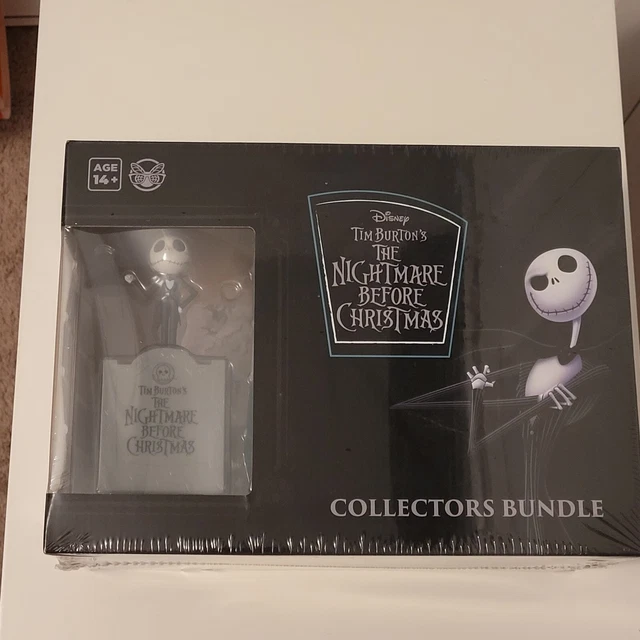 AGE
14+
Disney
TIM BURTON'S
THE
NIGHTMARE
BEFORE
CHRISTMAS
TIM BURTON'S
THE
NIGHTMARE
BEFORE
CHRISTMAS
COLLECTORS BUNDLE